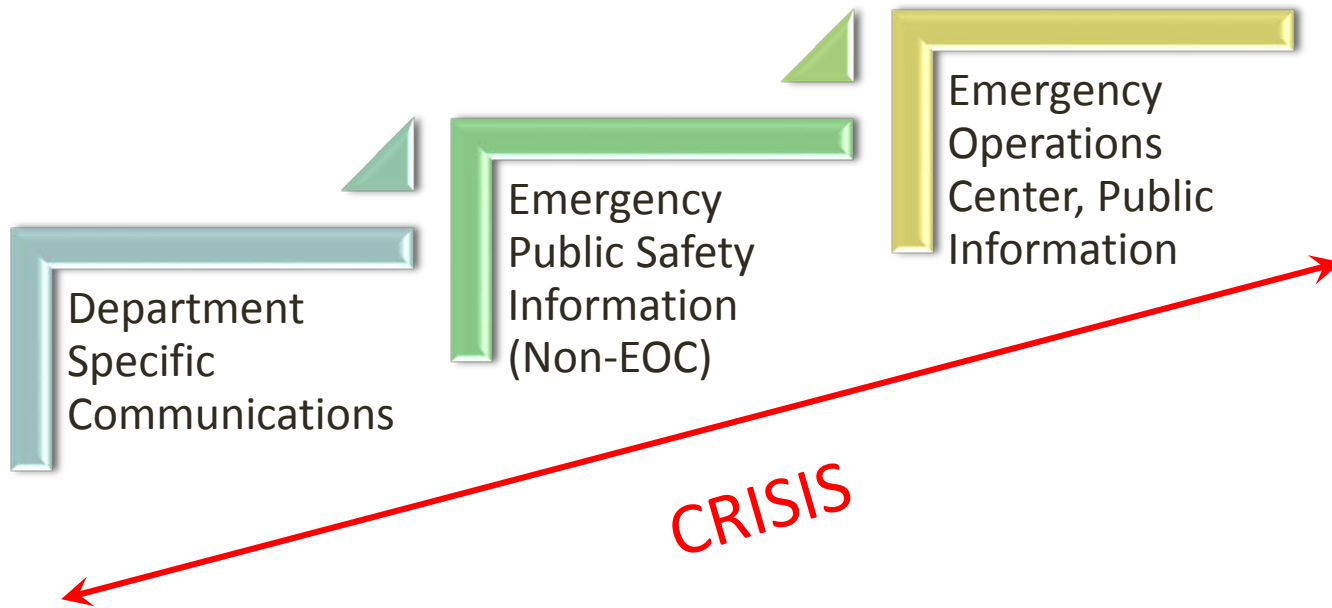 Department
Specific
Communications
Emergency
Public Safety
Information
(Non-EOC)
Emergency
Operations
Center, Public
Information
CRISIS